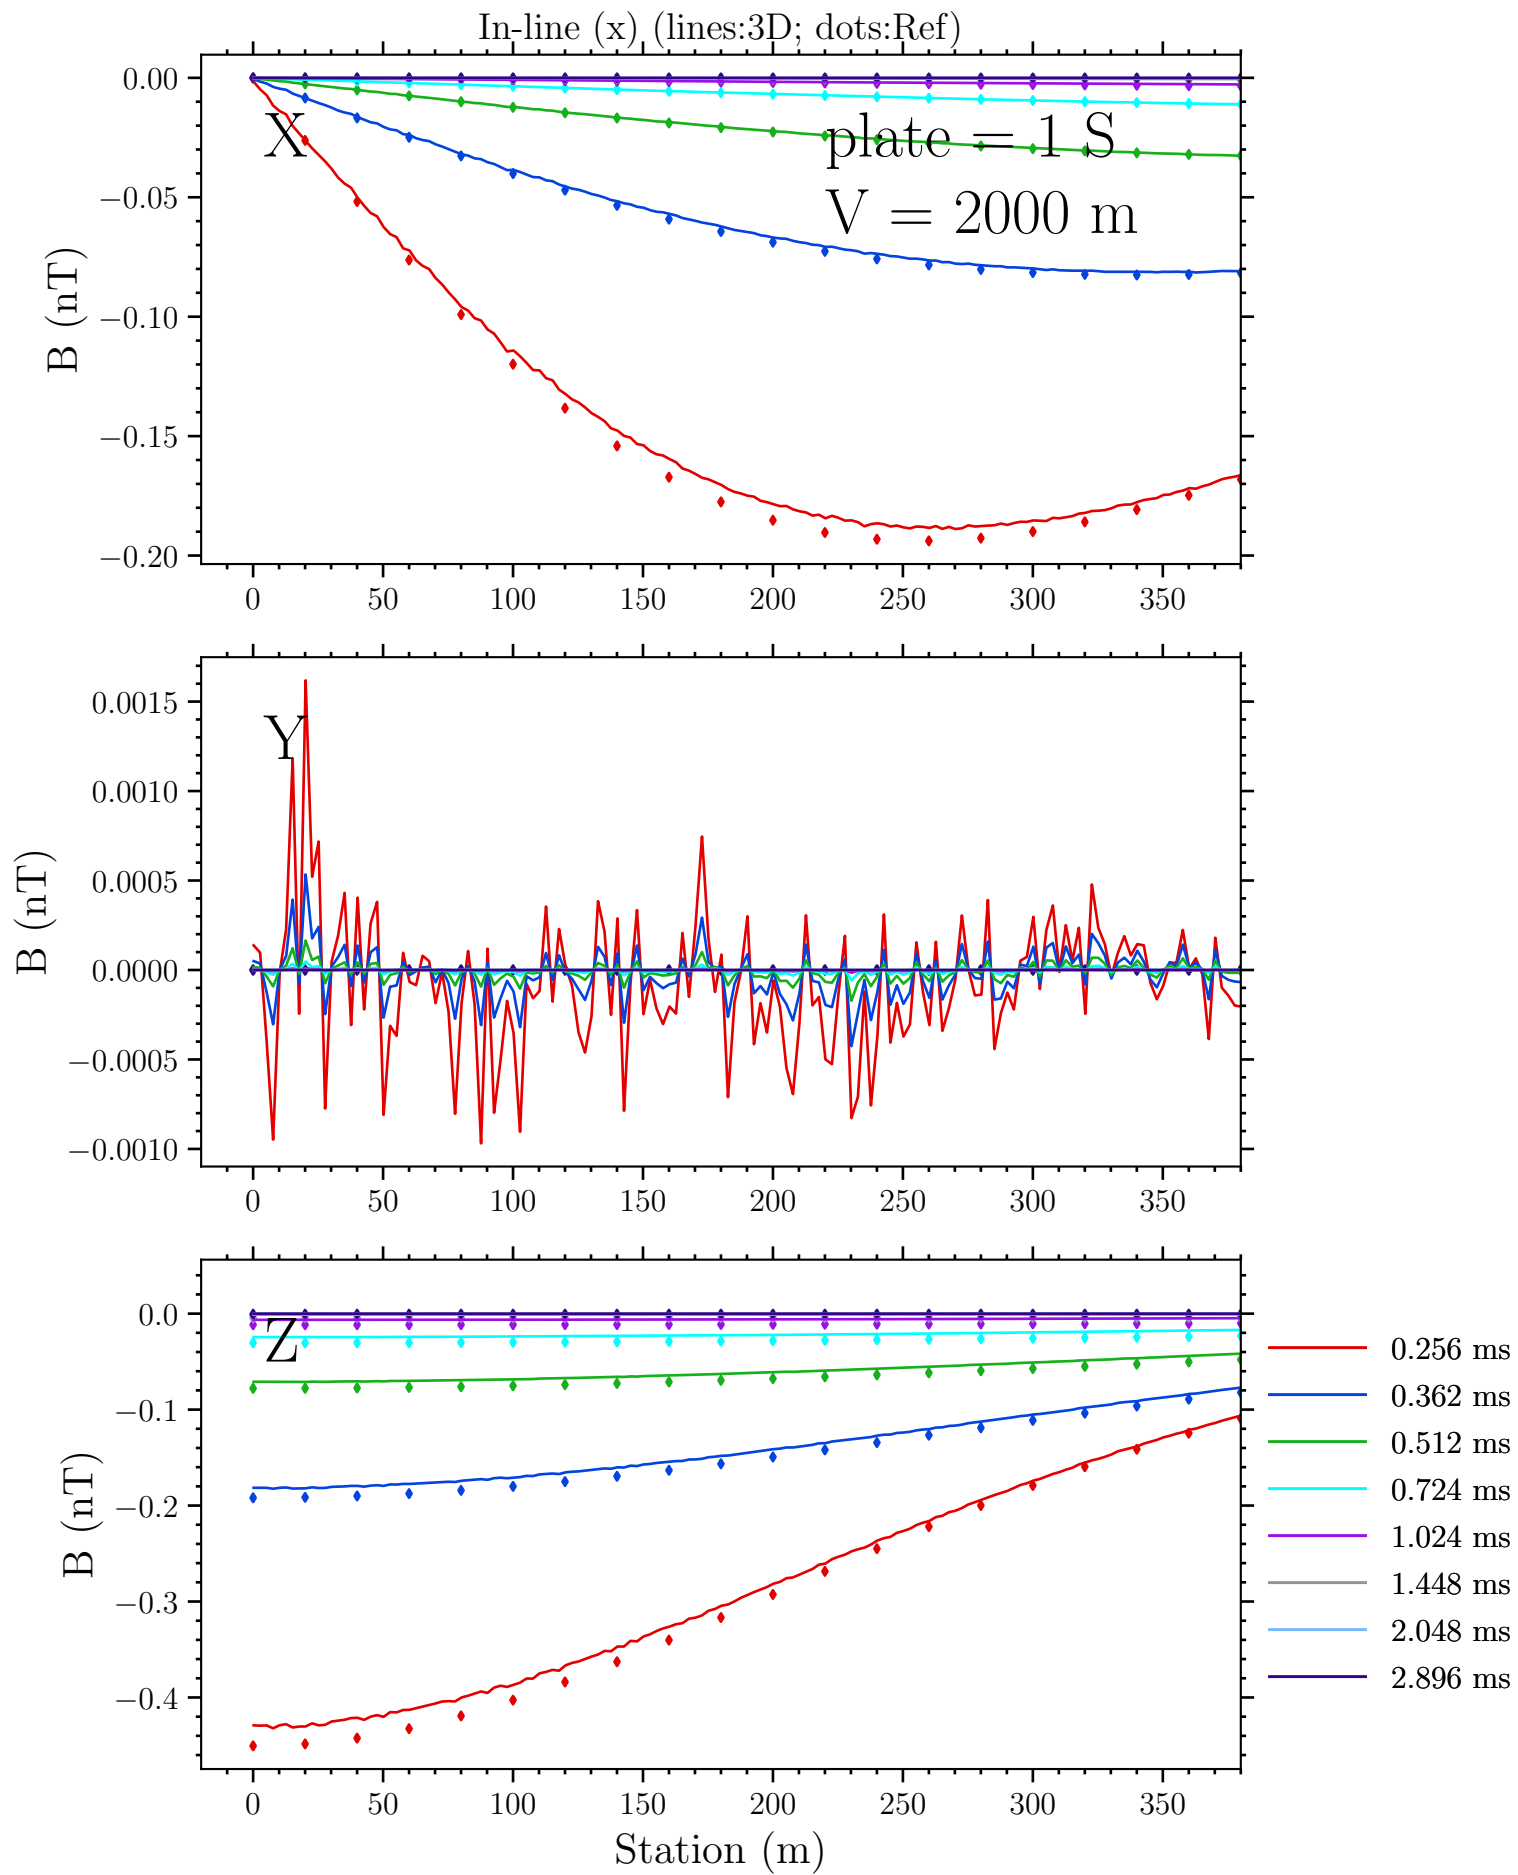 In-line (x) (lines:3D; dots:Ref)
0.00
−0.05
−0.10
−0.15
−0.20
B (nT)
X
plate = 1 S
V = 2000 m
0 50 100 150 200 250 300 350
0.0015
0.0010
0.0005
0.0000
−0.0005
−0.0010
B (nT)
Y
0 50 100 150 200 250 300 350
0.0
−0.1
−0.2
−0.3
−0.4
B (nT)
Z
0 50 100 150 200 250 300 350
Station (m)
0.256 ms
0.362 ms
0.512 ms
0.724 ms
1.024 ms
1.448 ms
2.048 ms
2.896 ms